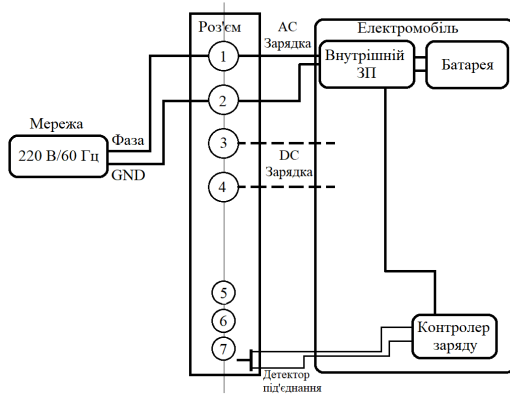 Роз'єм
АС
Зарядка
Електромобіль
1
Внутрішній
ЗП
Батарея
2
Мережа
Фаза
220 В/60 Гц
GND
3
DC
Зарядка
4
5
6
7
Контролер
заряду
Детектор
під'єднання